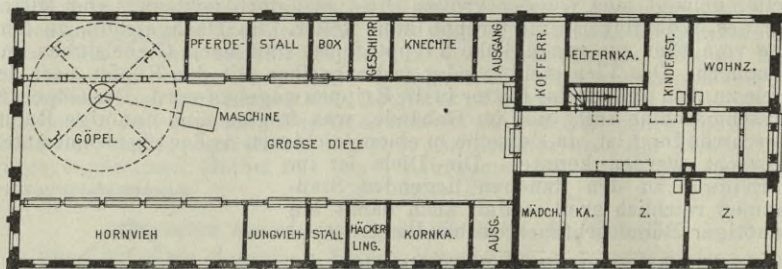 PFERDE- STALL BOX GESCHIRR. KNECHTE AUSGANG KOFFERR. ELTERNKA. KINDERST. WOHNZ.
MASCHINE
GÖPEL GROSSE DIELE
HORNVIEH JUNGVIEH- STALL HÄCKER LING. KORNKA. AUSG. MÄDCH. KA. Z. Z.